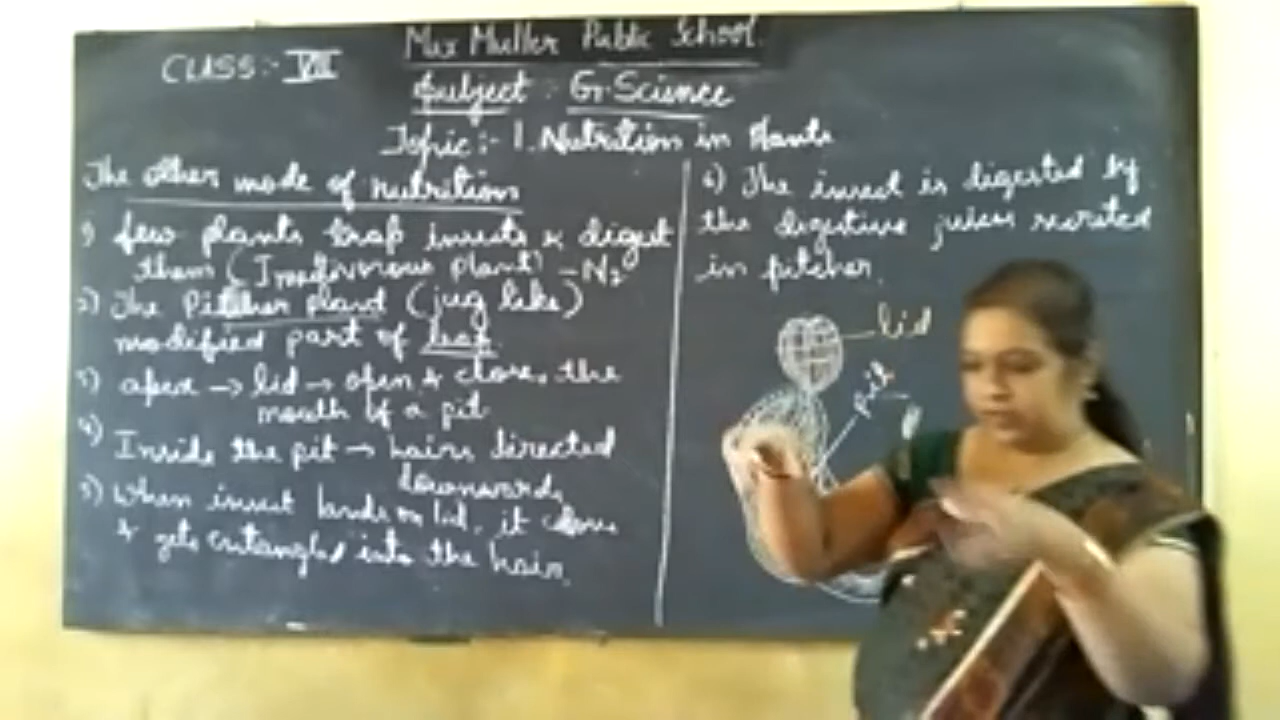 Max Muller Public School.
CLASS:- VII
Subject : G.Science
Topic:- 1. Nutrition in Plants
The other mode of nutrition
1) few plants trap insects & digest
them (Insectivorous plant) - N₂
2) The Pitcher plant (jug like)
modified part of leaf.
3) apex → lid → open & close, the
mouth of a pit
4) Inside the pit → hairs directed
downwards
5) When insect lands on lid, it close
& gets entangles into the hair.
6) The insect is digested by
the digestive juices secreted
in pitcher.
lid
pit